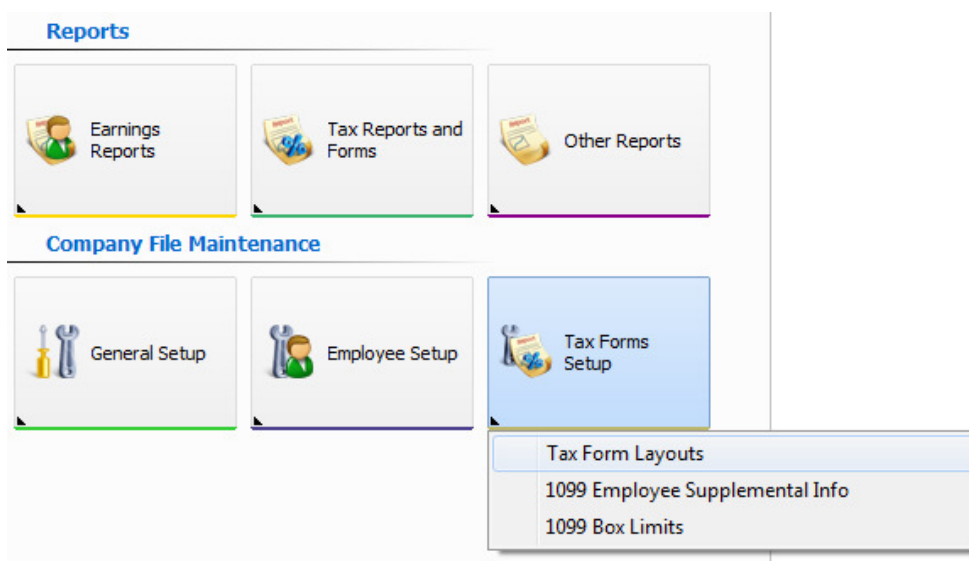 Reports
Earnings
Reports
Tax Reports and
Forms
Other Reports
Company File Maintenance
General Setup
Employee Setup
Tax Forms
Setup
Tax Form Layouts
1099 Employee Supplemental Info
1099 Box Limits